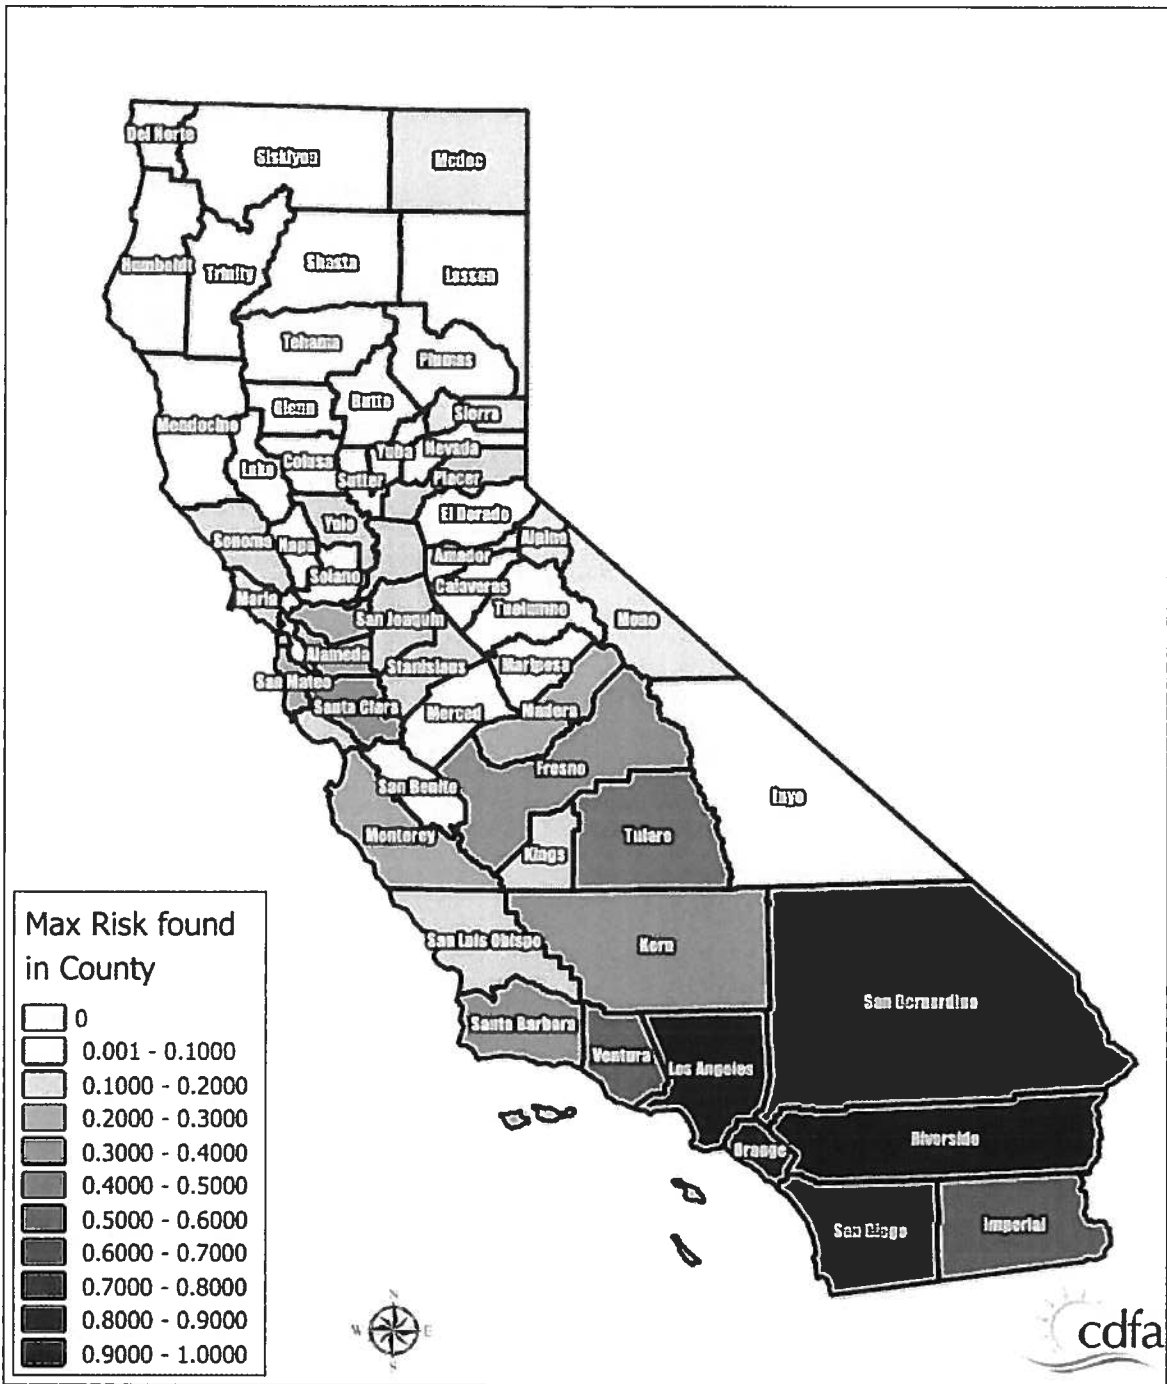 Del Norte
Siskiyou
Modoc
Humboldt
Trinity
Shasta
Lassen
Tehama
Plumas
Glenn
Butte
Sierra
Mendocino
Lake
Colusa
Sutter
Yuba
Nevada
Placer
Sonoma
Napa
Yolo
El Dorado
Alpine
Solano
Amador
Calaveras
Marin
San Joaquin
Tuolumne
Mono
Alameda
Stanislaus
Mariposa
San Mateo
Santa Clara
Merced
Madera
Fresno
San Benito
Inyo
Monterey
Kings
Tulare
San Luis Obispo
Kern
San Bernardino
Santa Barbara
Ventura
Los Angeles
Orange
Riverside
San Diego
Imperial
Max Risk found
in County
0
0.001 - 0.1000
0.1000 - 0.2000
0.2000 - 0.3000
0.3000 - 0.4000
0.4000 - 0.5000
0.5000 - 0.6000
0.6000 - 0.7000
0.7000 - 0.8000
0.8000 - 0.9000
0.9000 - 1.0000
N
W E
S
cdfa